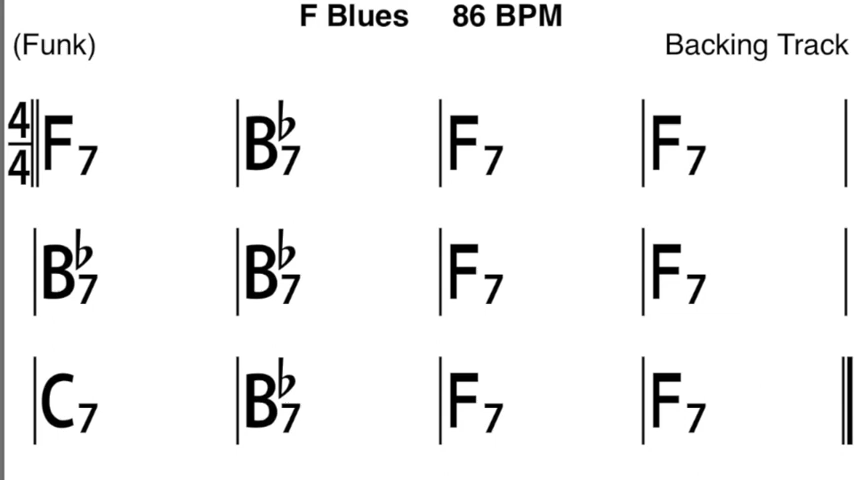 F Blues 86 BPM
(Funk) Backing Track
4/4 F7 B♭7 F7 F7
B♭7 B♭7 F7 F7
C7 B♭7 F7 F7